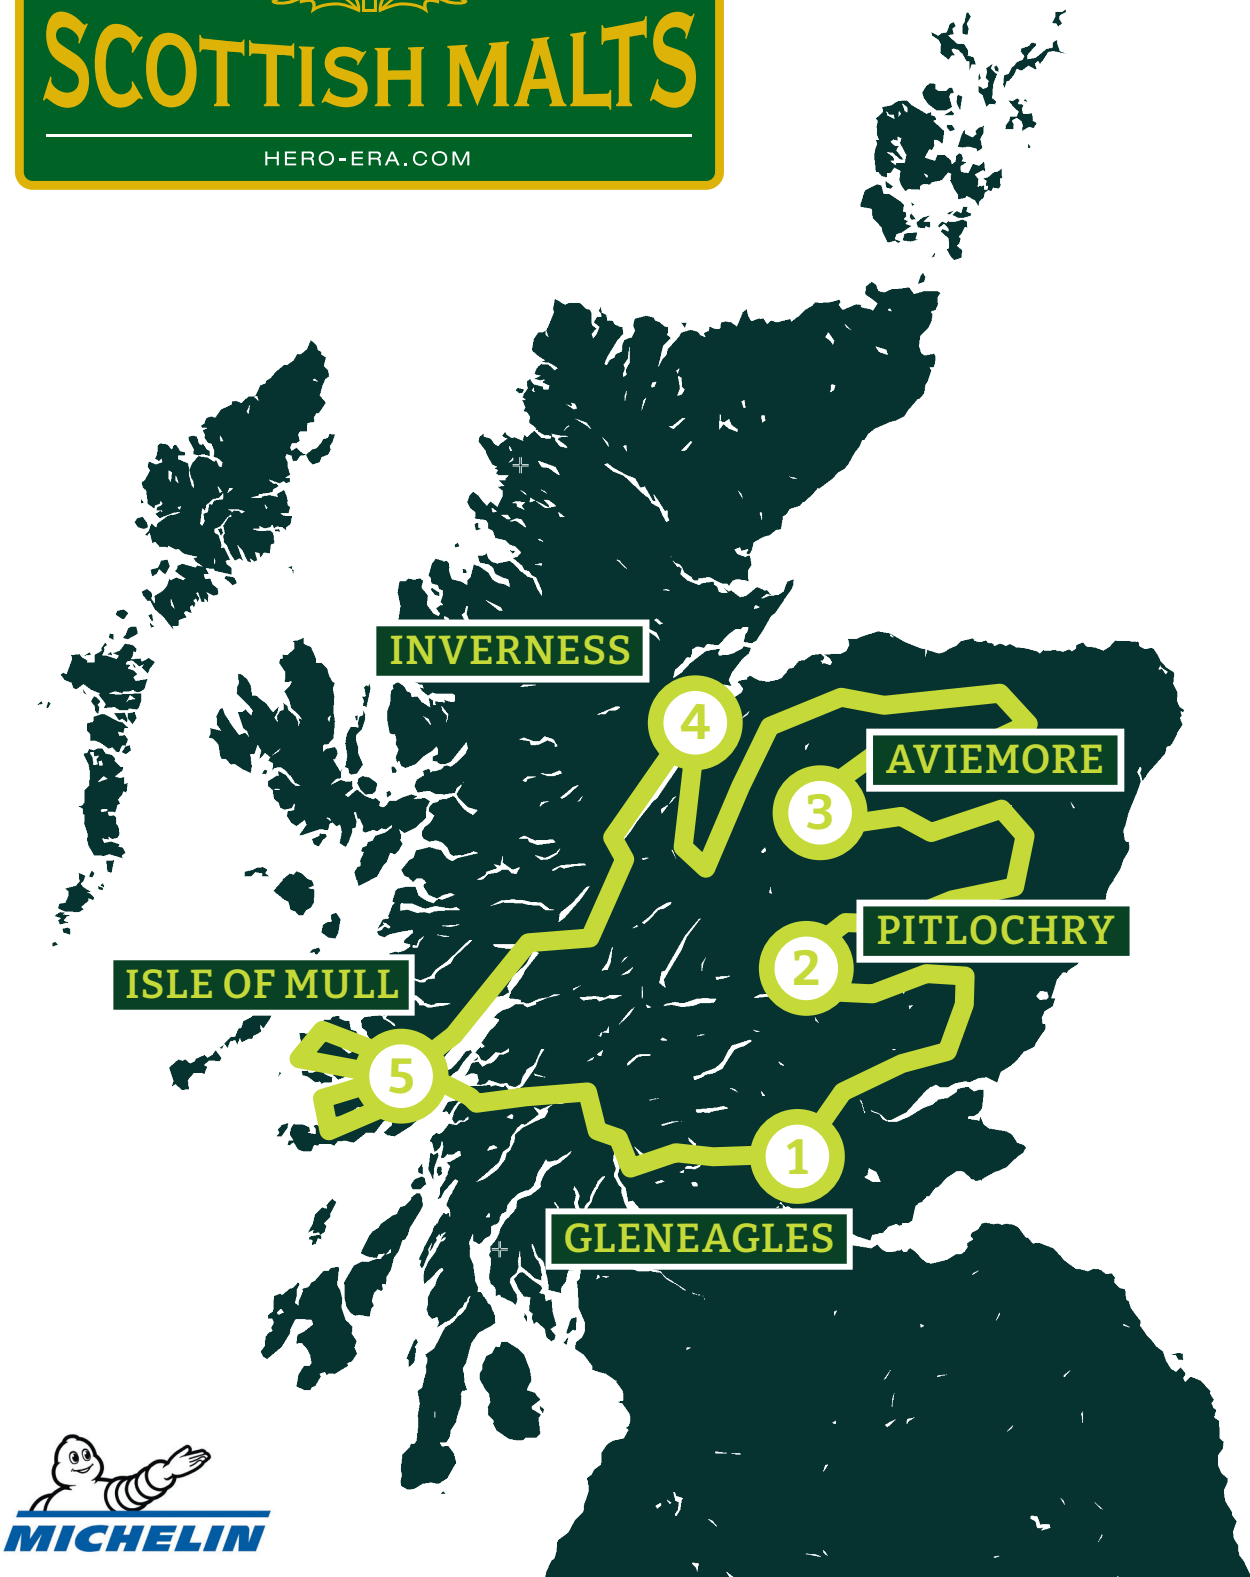 SCOTTISH MALTS
HERO-ERA.COM
INVERNESS
4
AVIEMORE
3
PITLOCHRY
2
ISLE OF MULL
5
1
GLENEAGLES
MICHELIN